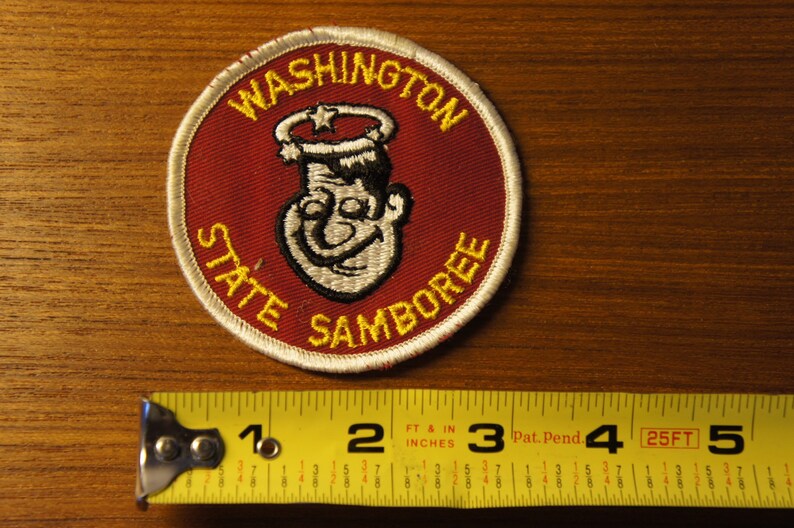 WASHINGTON
STATE SAMBOREE
1 2 FT & IN INCHES 3 Pat. Pend. 4 25FT 5